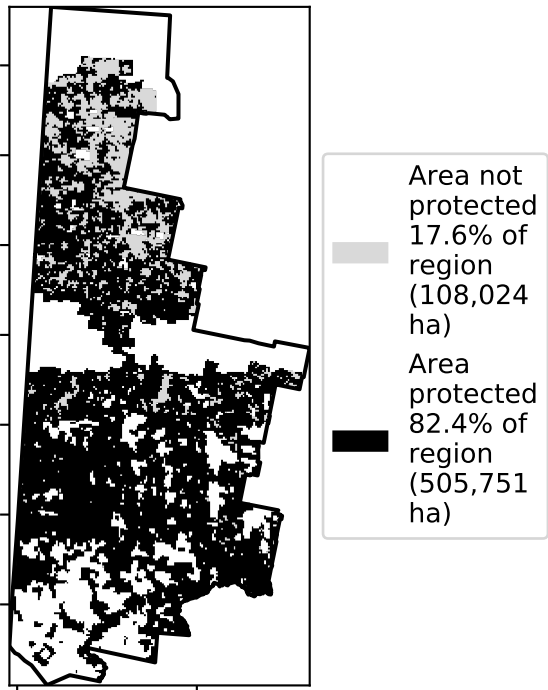 Area not
protected
17.6% of
region
(108,024
ha)
Area
protected
82.4% of
region
(505,751
ha)